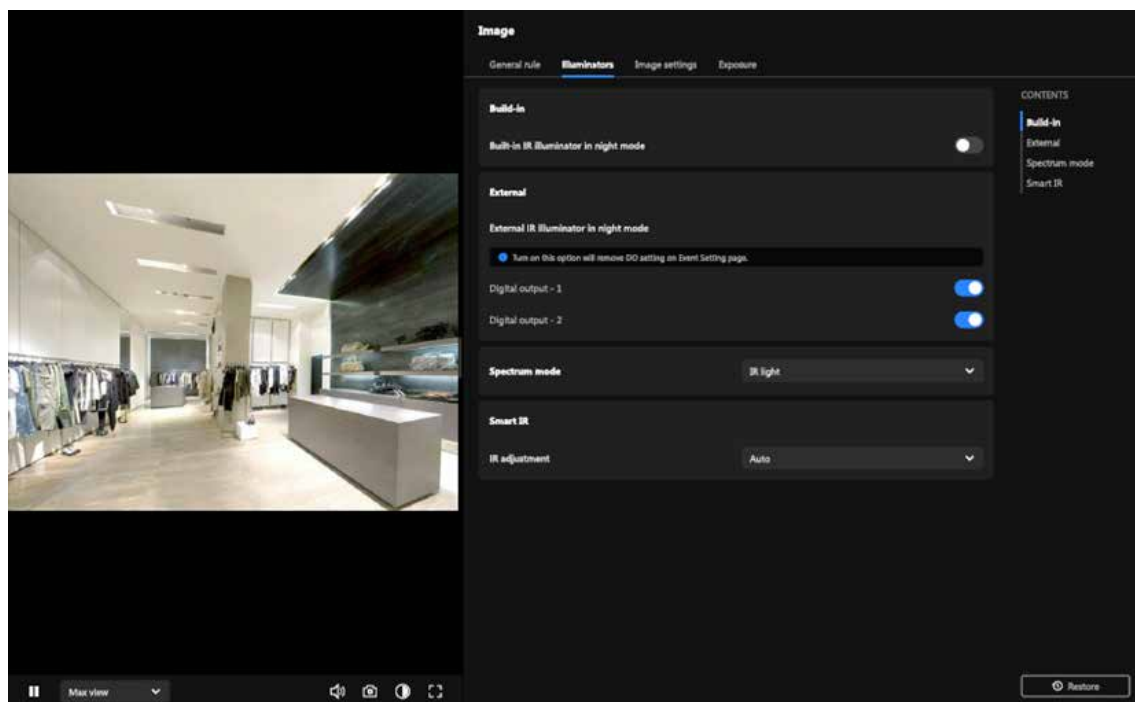 Image
General rule Illuminators Image settings Exposure
CONTENTS
Build-in
External
Spectrum mode
Smart IR
Build-in
Built-in IR illuminator in night mode
External
External IR illuminator in night mode
Turn on this option will remove DO setting on Event Setting page.
Digital output - 1
Digital output - 2
Spectrum mode IR light
Smart IR
IR adjustment Auto
Max view
Restore